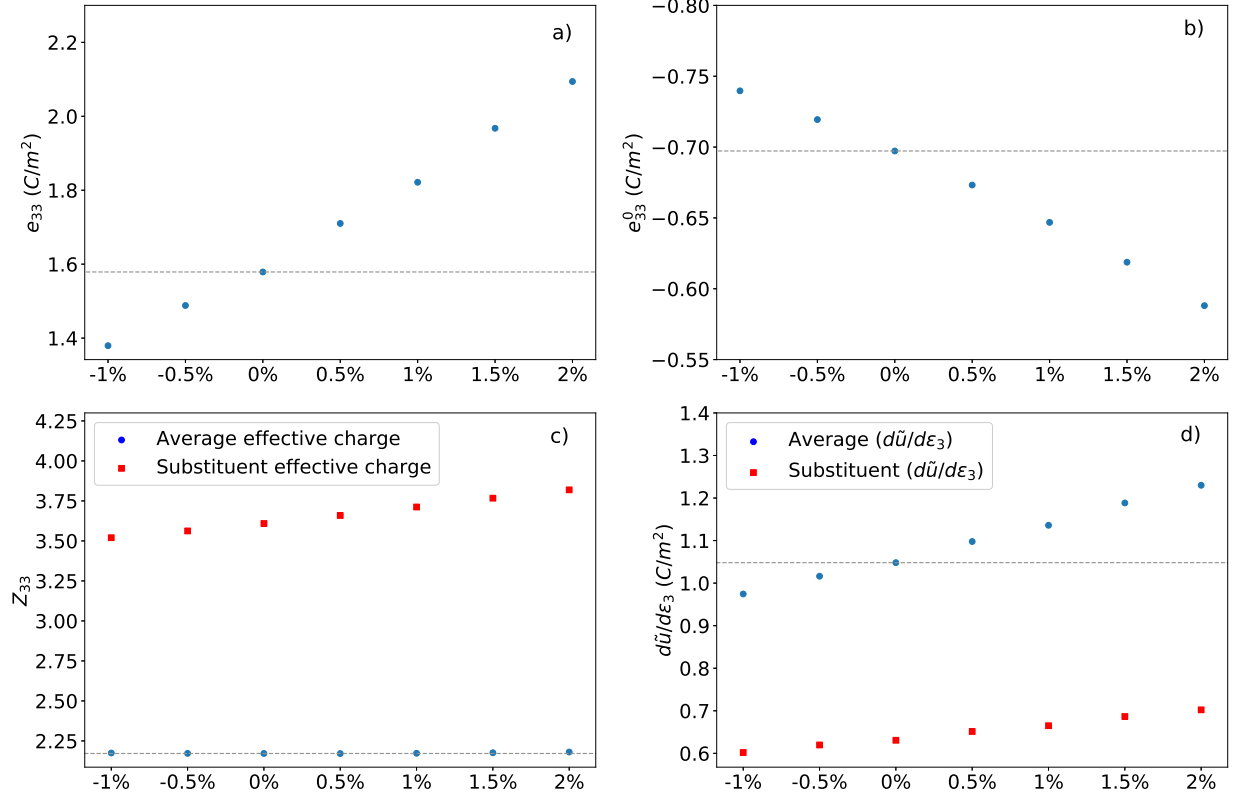 a)
2.2
2.0
1.8
1.6
1.4
e₃₃ (C/m²)
-1% -0.5% 0% 0.5% 1% 1.5% 2%
b)
−0.80
−0.75
−0.70
−0.65
−0.60
−0.55
e⁰₃₃ (C/m²)
-1% -0.5% 0% 0.5% 1% 1.5% 2%
c)
Average effective charge
Substituent effective charge
4.25
4.00
3.75
3.50
3.25
3.00
2.75
2.50
2.25
Z₃₃
-1% -0.5% 0% 0.5% 1% 1.5% 2%
d)
Average (dũ/dε₃)
Substituent (dũ/dε₃)
1.4
1.3
1.2
1.1
1.0
0.9
0.8
0.7
0.6
dũ/dε₃ (C/m²)
-1% -0.5% 0% 0.5% 1% 1.5% 2%